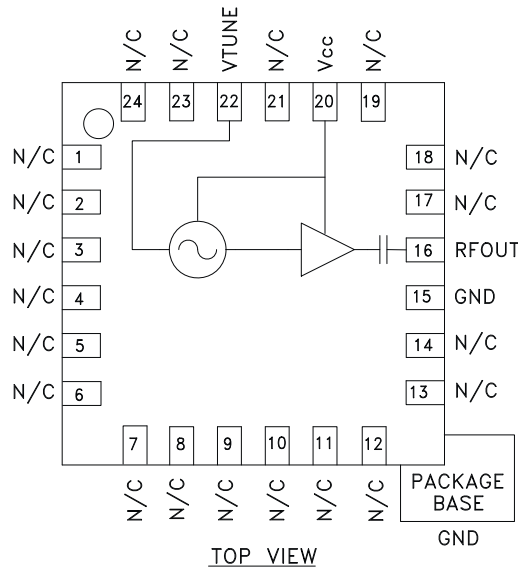 N/C N/C VTUNE N/C Vcc N/C
24 23 22 21 20 19
N/C 1 18 N/C
N/C 2 17 N/C
N/C 3 16 RFOUT
N/C 4 15 GND
N/C 5 14 N/C
N/C 6 13 N/C
7 8 9 10 11 12
N/C N/C N/C N/C N/C N/C
PACKAGE
BASE
GND
TOP VIEW